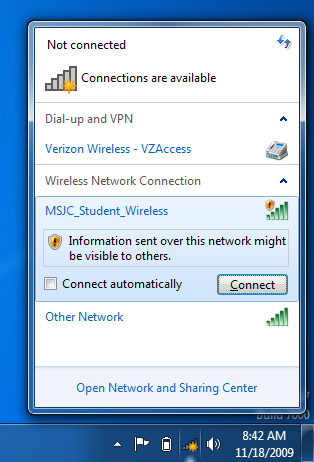 Not connected
Connections are available
Dial-up and VPN
Verizon Wireless - VZAccess
Wireless Network Connection
MSJC_Student_Wireless
Information sent over this network might
be visible to others.
Connect automatically
Connect
Other Network
Open Network and Sharing Center
Build 7600
8:42 AM
11/18/2009